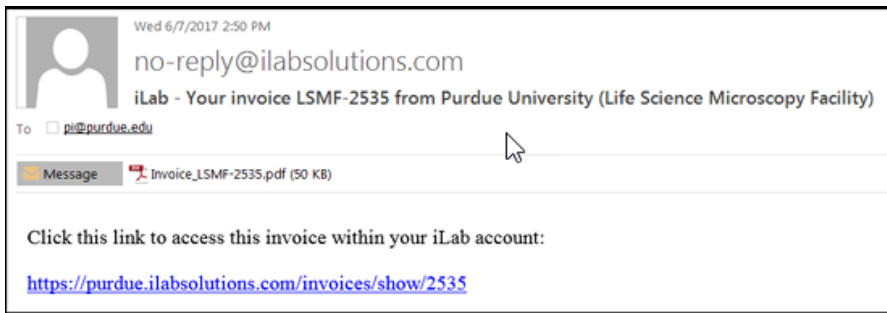 Wed 6/7/2017 2:50 PM
no-reply@ilabsolutions.com
iLab - Your invoice LSMF-2535 from Purdue University (Life Science Microscopy Facility)
To pi@purdue.edu
Message Invoice_LSMF-2535.pdf (50 KB)
Click this link to access this invoice within your iLab account:
https://purdue.ilabsolutions.com/invoices/show/2535